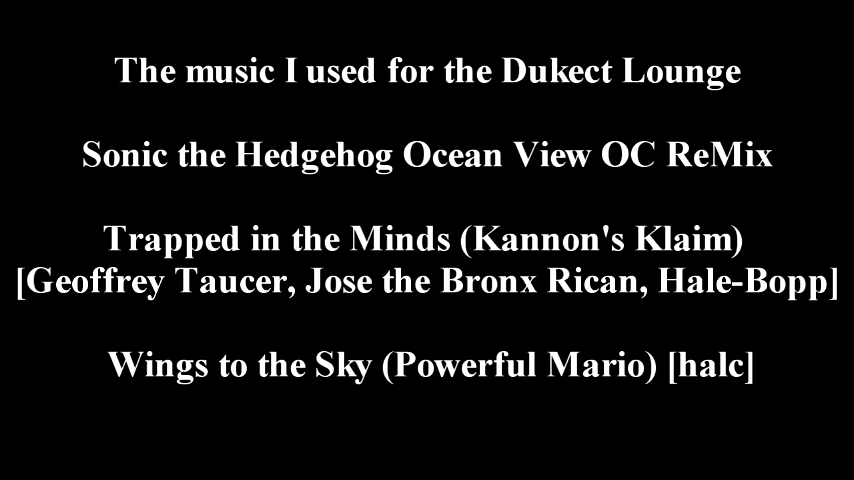 The music I used for the Dukect Lounge
Sonic the Hedgehog Ocean View OC ReMix
Trapped in the Minds (Kannon's Klaim)
[Geoffrey Taucer, Jose the Bronx Rican, Hale-Bopp]
Wings to the Sky (Powerful Mario) [halc]